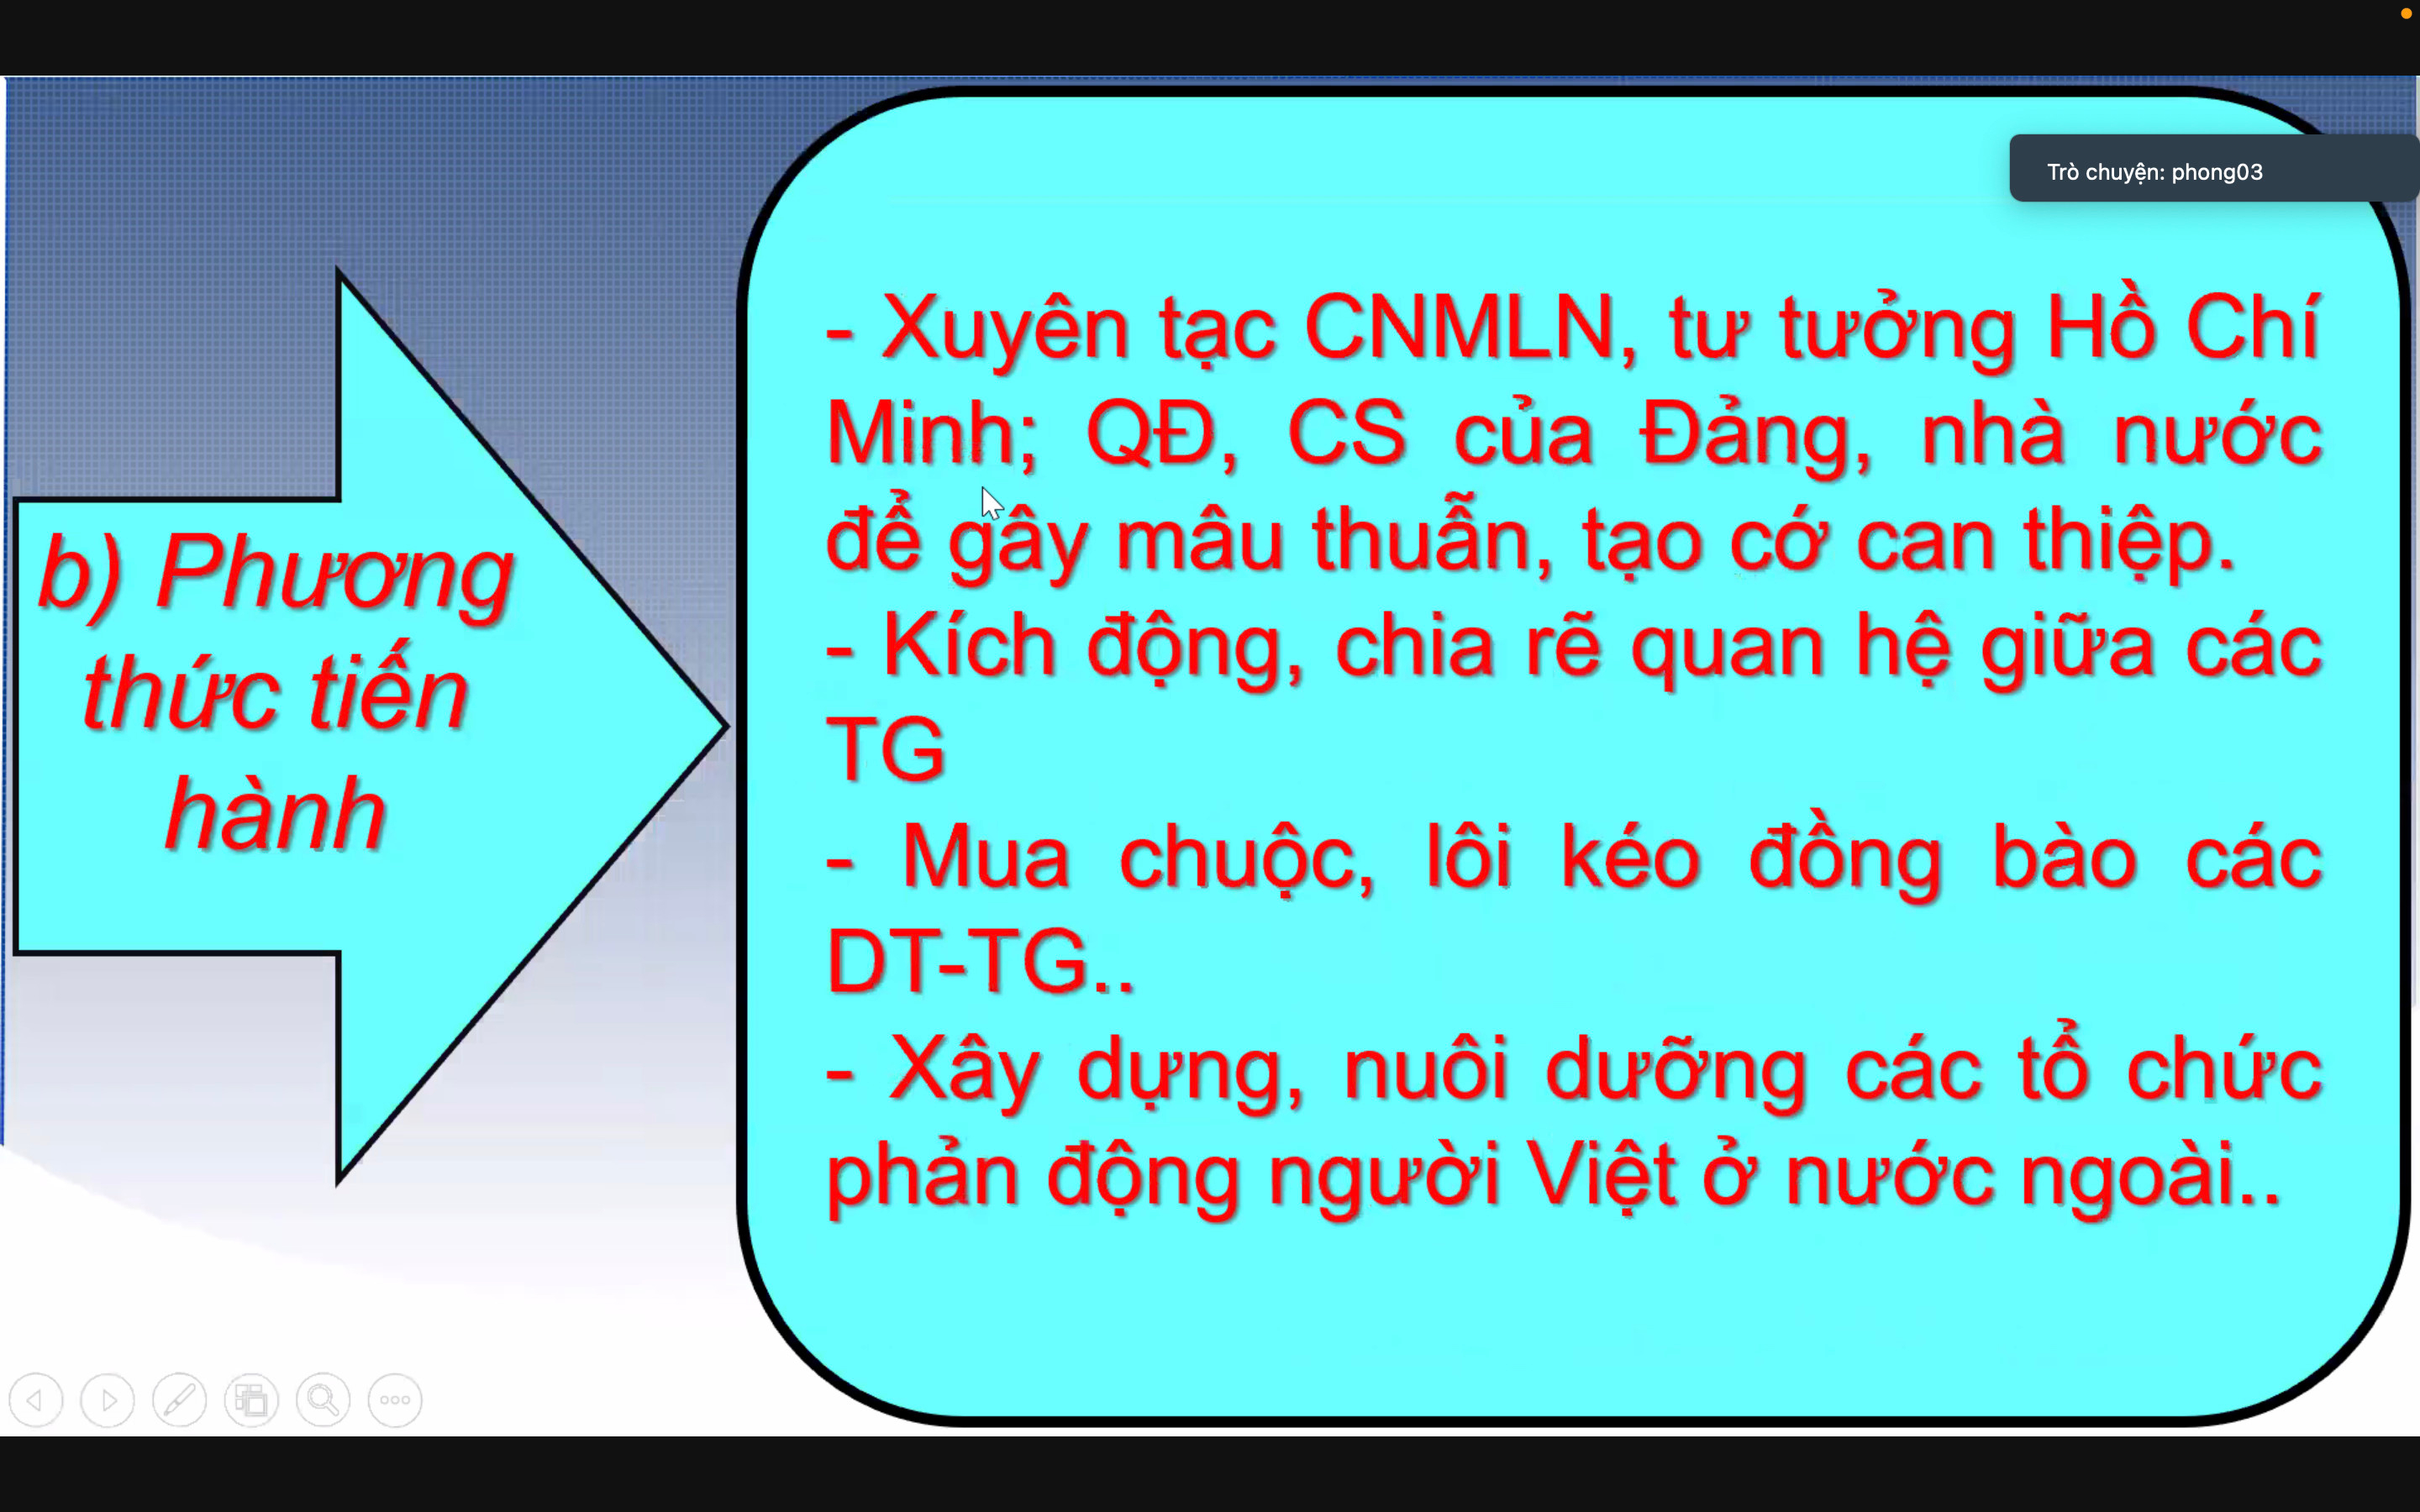 Trò chuyện: phong03
b) Phương
thức tiến
hành
- Xuyên tạc CNMLN, tư tưởng Hồ Chí
Minh; QĐ, CS của Đảng, nhà nước
để gây mâu thuẫn, tạo cớ can thiệp.
- Kích động, chia rẽ quan hệ giữa các
TG
- Mua chuộc, lôi kéo đồng bào các
DT-TG..
- Xây dựng, nuôi dưỡng các tổ chức
phản động người Việt ở nước ngoài..